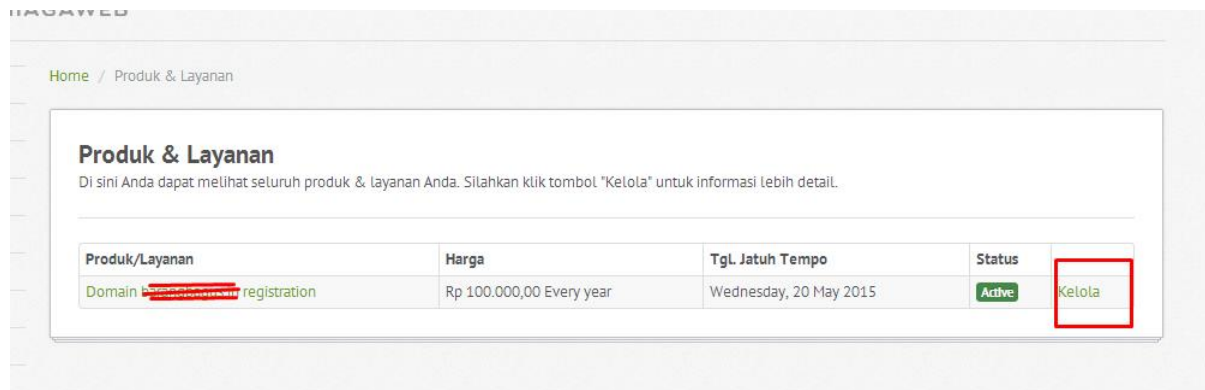 Home / Produk & Layanan
Produk & Layanan
Di sini Anda dapat melihat seluruh produk & layanan Anda. Silahkan klik tombol "Kelola" untuk informasi lebih detail.
Produk/Layanan Harga Tgl. Jatuh Tempo Status
Domain registration Rp 100.000,00 Every year Wednesday, 20 May 2015 Active Kelola